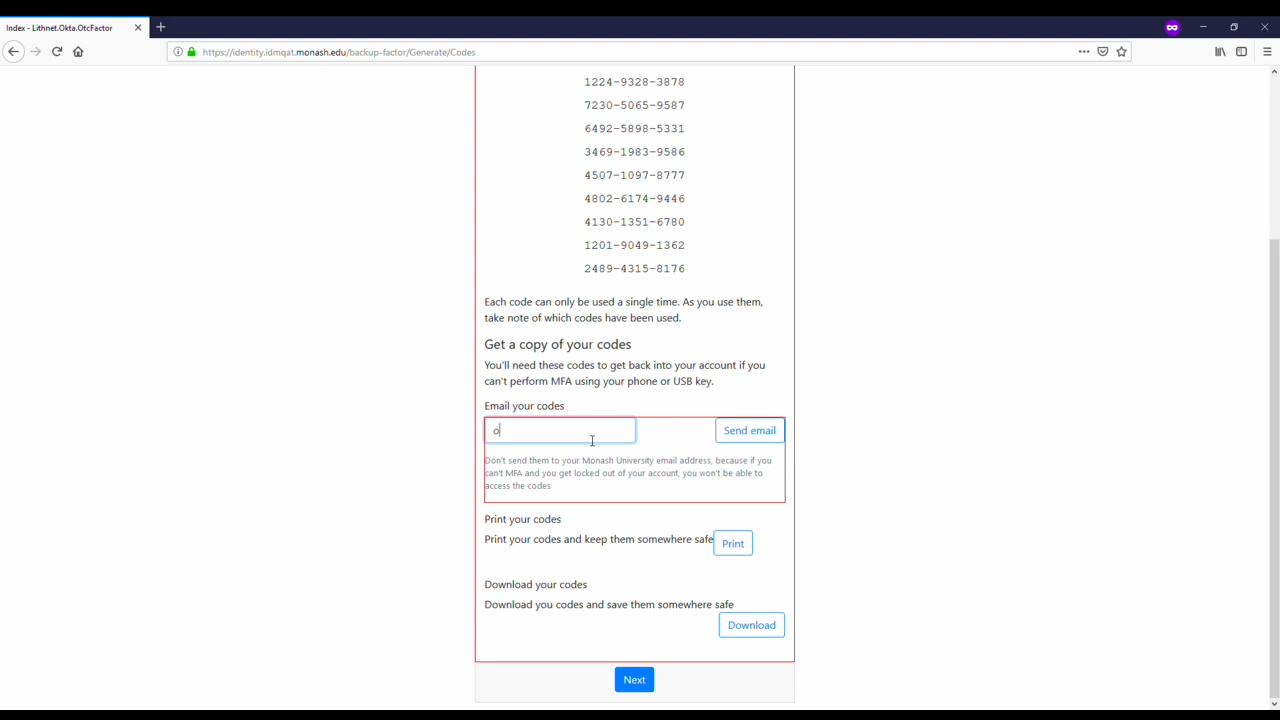 Index - Lithnet.Okta.OtcFactor
https://identity.idmqat.monash.edu/backup-factor/Generate/Codes
1224-9328-3878
7230-5065-9587
6492-5898-5331
3469-1983-9586
4507-1097-8777
4802-6174-9446
4130-1351-6780
1201-9049-1362
2489-4315-8176
Each code can only be used a single time. As you use them,
take note of which codes have been used.
Get a copy of your codes
You'll need these codes to get back into your account if you
can't perform MFA using your phone or USB key.
Email your codes
o
Send email
Don't send them to your Monash University email address, because if you
can't MFA and you get locked out of your account, you won't be able to
access the codes
Print your codes
Print your codes and keep them somewhere safe
Print
Download your codes
Download you codes and save them somewhere safe
Download
Next